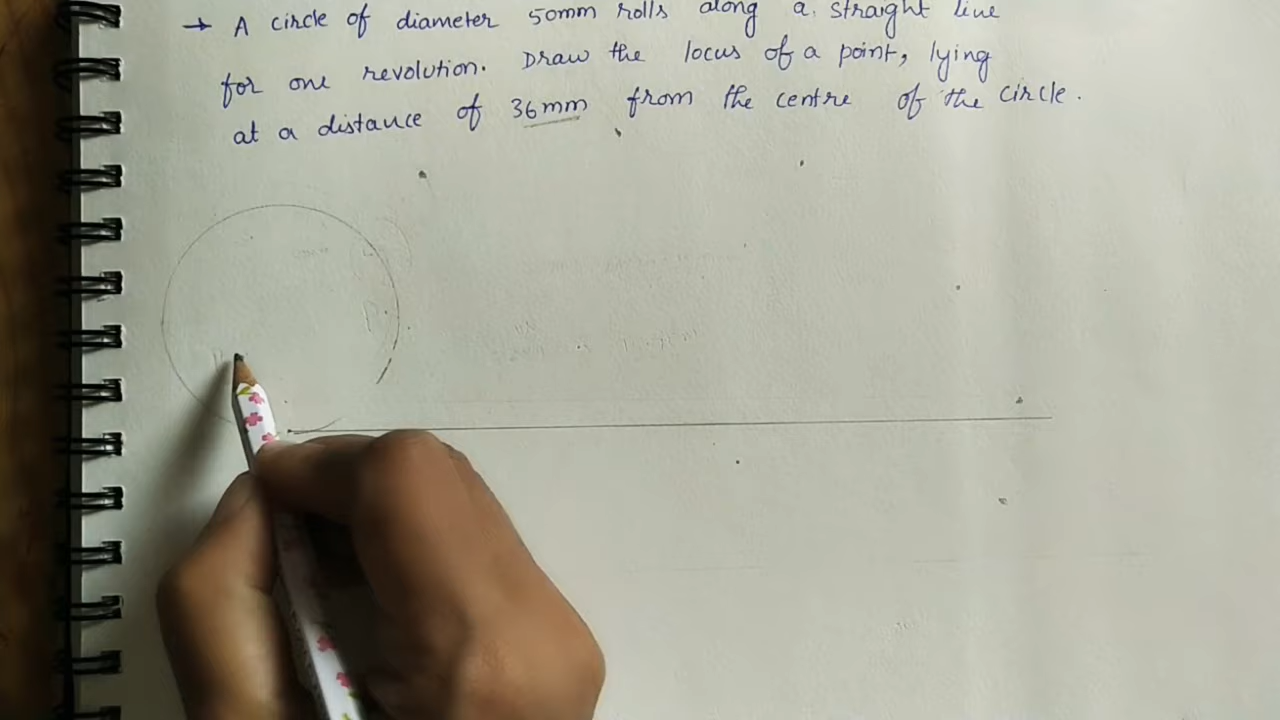 → A circle of diameter 50mm rolls along a straight line
for one revolution. Draw the locus of a point, lying
at a distance of 36mm from the centre of the circle.